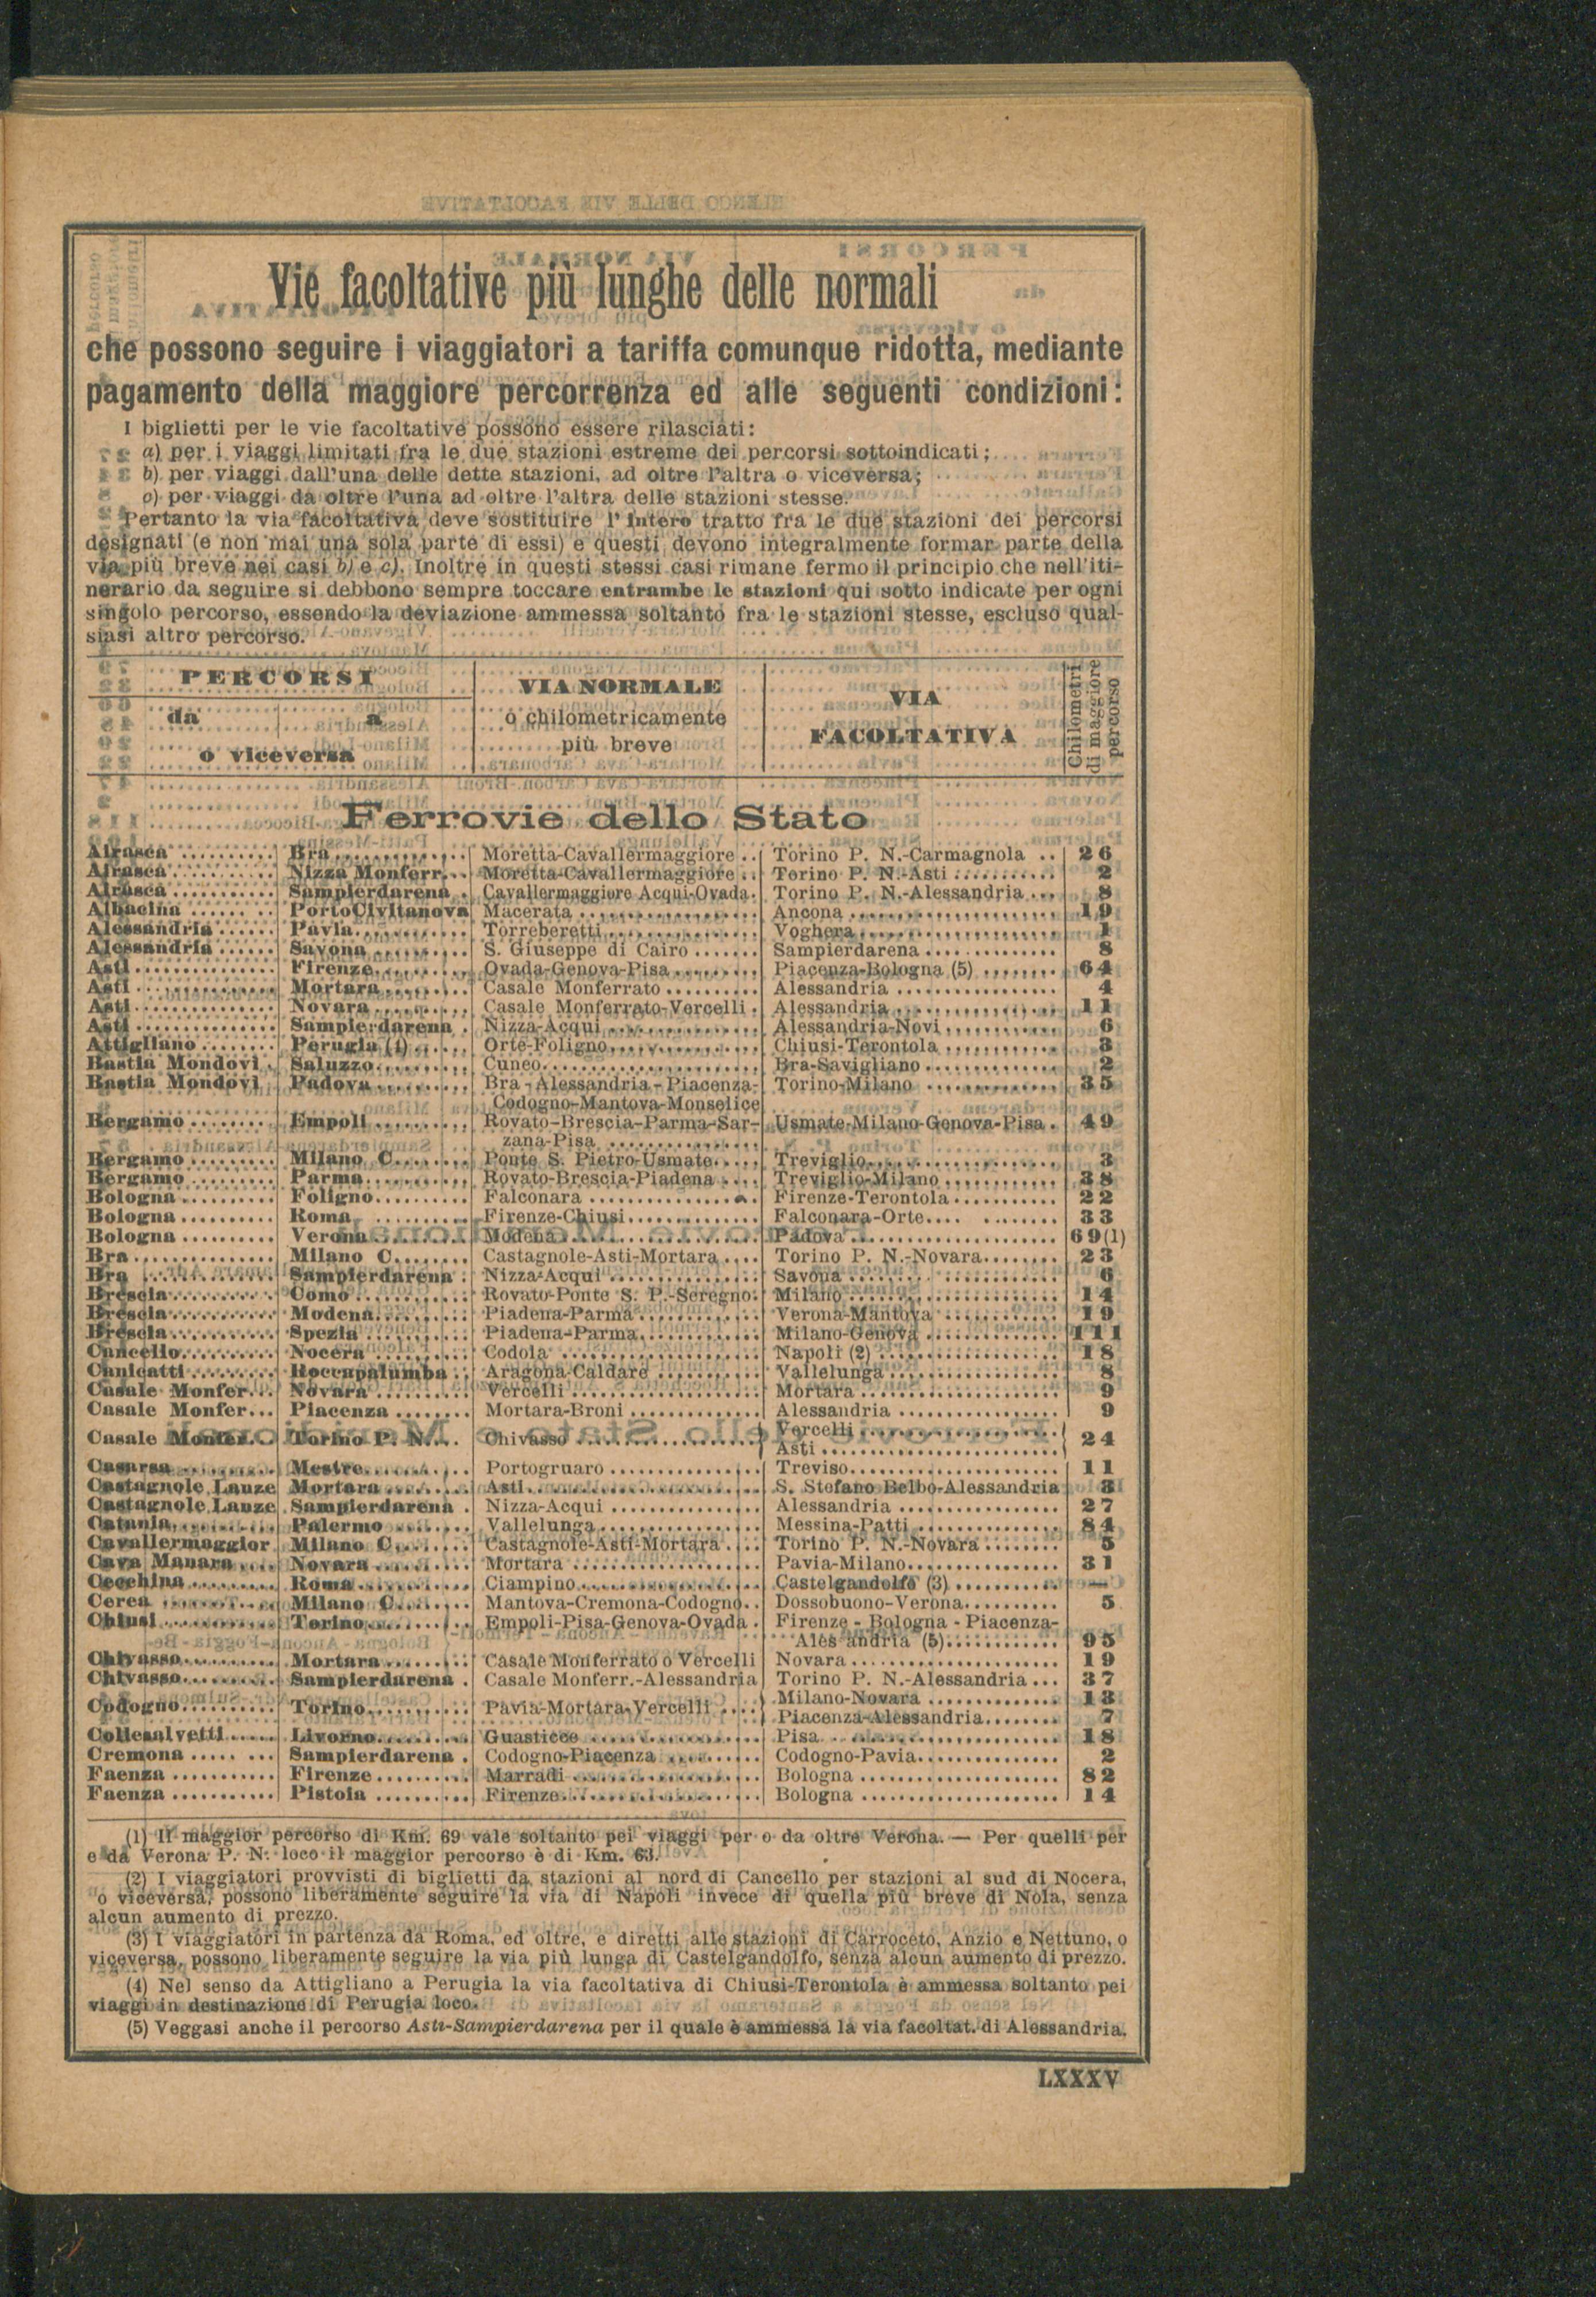 Vie facoltative più lunghe delle normali
che possono seguire i viaggiatori a tariffa comunque ridotta, mediante
pagamento della maggiore percorrenza ed alle seguenti condizioni:
I biglietti per le vie facoltative possono essere rilasciati:
a) per i viaggi limitati fra le due stazioni estreme dei percorsi sottoindicati;
b) per viaggi dall'una delle dette stazioni, ad oltre l'altra o viceversa;
c) per viaggi da oltre l'una ad oltre l'altra delle stazioni stesse.
Pertanto la via facoltativa deve sostituire l'intero tratto fra le due stazioni dei percorsi
designati (e non mai una sola parte di essi) e questi devono integralmente formar parte della
via più breve nei casi b) e c). Inoltre in questi stessi casi rimane fermo il principio che nell'iti-
nerario da seguire si debbono sempre toccare entrambe le stazioni qui sotto indicate per ogni
singolo percorso, essendo la deviazione ammessa soltanto fra le stazioni stesse, escluso qual-
siasi altro percorso.
PERCORSI
da a
o viceversa
VIA NORMALE
o chilometricamente
più breve
VIA
FACOLTATIVA
Chilometri
di maggiore
percorso
Ferrovie dello Stato
Airasca .......... Bra .......... Moretta-Cavallermaggiore .. Torino P. N.-Carmagnola .. 26
Airasca .......... Nizza Monferr... Moretta-Cavallermaggiore .. Torino P. N.-Asti .......... 2
Airasca .......... Sampierdarena . Cavallermaggiore Acqui-Ovada. Torino P. N.-Alessandria ... 8
Albacina ...... .. PortoCivitanova Macerata .......... Ancona .......... 19
Alessandria ...... Pavia .......... Torreberetti .......... Voghera .......... 1
Alessandria ...... Savona .......... S. Giuseppe di Cairo ....... Sampierdarena .......... 8
Asti .......... Firenze .......... Ovada-Genova-Pisa .......... Piacenza-Bologna (5) ........ 64
Asti .......... Mortara .......... Casale Monferrato .......... Alessandria .......... 4
Asti .......... Novara .......... Casale Monferrato-Vercelli . Alessandria .......... 11
Asti .......... Sampierdarena . Nizza-Acqui .......... Alessandria-Novi .......... 6
Attigliano ........ Perugia (4) ...... Orte-Foligno .......... Chiusi-Terontola .......... 3
Bastia Mondovì . Saluzzo .......... Cuneo .......... Bra-Savigliano .......... 2
Bastia Mondovì . Padova .......... Bra - Alessandria - Piacenza- Torino-Milano .......... 35
Codogno-Mantova-Monselice
Bergamo ........ Empoli .......... Rovato-Brescia-Parma-Sar- Usmate-Milano-Genova-Pisa . 49
zana-Pisa ..........
Bergamo ......... Milano C........ Ponte S. Pietro-Usmate ..... Treviglio .......... 3
Bergamo ......... Parma .......... Rovato-Brescia-Piadena .... Treviglio-Milano .......... 38
Bologna .......... Foligno .......... Falconara .......... Firenze-Terontola .......... 22
Bologna .......... Roma .......... Firenze-Chiusi .......... Falconara-Orte.... ........ 33
Bologna .......... Verona .......... Modena .......... Padova .......... 69(1)
Bra .......... Milano C........ Castagnole-Asti-Mortara .... Torino P. N.-Novara ........ 23
Bra .......... Sampierdarena . Nizza-Acqui .......... Savona .......... 6
Brescia .......... Como .......... Rovato-Ponte S. P.-Seregno. Milano .......... 14
Brescia .......... Modena .......... Piadena-Parma .......... Verona-Mantova .......... 19
Brescia .......... Spezia .......... Piadena-Parma .......... Milano-Genova .......... 111
Cancello .......... Nocera .......... Codola .......... Napoli (2) .......... 18
Canicattì ......... Roccapalumba .. Aragona-Caldare .......... Vallelunga .......... 8
Casale Monfer... Novara .......... Vercelli .......... Mortara .......... 9
Casale Monfer... Piacenza ........ Mortara-Broni .......... Alessandria .......... 9
Casale Monfer... Torino P. N..... Chivasso .......... Vercelli .......... 24
Asti ..........
Casarsa .......... Mestre .......... Portogruaro .......... Treviso .......... 11
Castagnole Lanze Mortara .......... Asti .......... S. Stefano Belbo-Alessandria 3
Castagnole Lanze Sampierdarena . Nizza-Acqui .......... Alessandria .......... 27
Catania .......... Palermo ........ Vallelunga .......... Messina-Patti .......... 84
Cavallermaggior Milano C........ Castagnole-Asti-Mortara .... Torino P. N.-Novara ........ 5
Cava Manara .... Novara .......... Mortara .......... Pavia-Milano .......... 31
Cecchina ......... Roma .......... Ciampino .......... Castelgandolfo (3) .......... —
Cerea .......... Milano C........ Mantova-Cremona-Codogno.. Dossobuono-Verona .......... 5
Chiusi .......... Torino .......... Empoli-Pisa-Genova-Ovada . Firenze - Bologna - Piacenza-
Ales andria (5) .......... 95
Chivasso .......... Mortara .......... Casale Monferrato o Vercelli Novara .......... 19
Chivasso .......... Sampierdarena . Casale Monferr.-Alessandria Torino P. N.-Alessandria ... 37
Codogno .......... Torino .......... Pavia-Mortara-Vercelli .... Milano-Novara .......... 13
Piacenza-Alessandria ........ 7
Collesalvetti ...... Livorno .......... Guasticce .......... Pisa .......... 18
Cremona ..... ... Sampierdarena . Codogno-Piacenza .......... Codogno-Pavia .......... 2
Faenza .......... Firenze .......... Marradi .......... Bologna .......... 82
Faenza .......... Pistoia .......... Firenze .......... Bologna .......... 14
(1) Il maggior percorso di Km. 69 vale soltanto pei viaggi per o da oltre Verona. — Per quelli per
e da Verona P. N. loco il maggior percorso è di Km. 63.
(2) I viaggiatori provvisti di biglietti da stazioni al nord di Cancello per stazioni al sud di Nocera,
o viceversa, possono liberamente seguire la via di Napoli invece di quella più breve di Nola, senza
alcun aumento di prezzo.
(3) I viaggiatori in partenza da Roma, ed oltre, e diretti alle stazioni di Carroceto, Anzio e Nettuno, o
viceversa, possono liberamente seguire la via più lunga di Castelgandolfo, senza alcun aumento di prezzo.
(4) Nel senso da Attigliano a Perugia la via facoltativa di Chiusi-Terontola è ammessa soltanto pei
viaggi in destinazione di Perugia loco.
(5) Veggasi anche il percorso Asti-Sampierdarena per il quale è ammessa la via facoltat. di Alessandria.
LXXXV